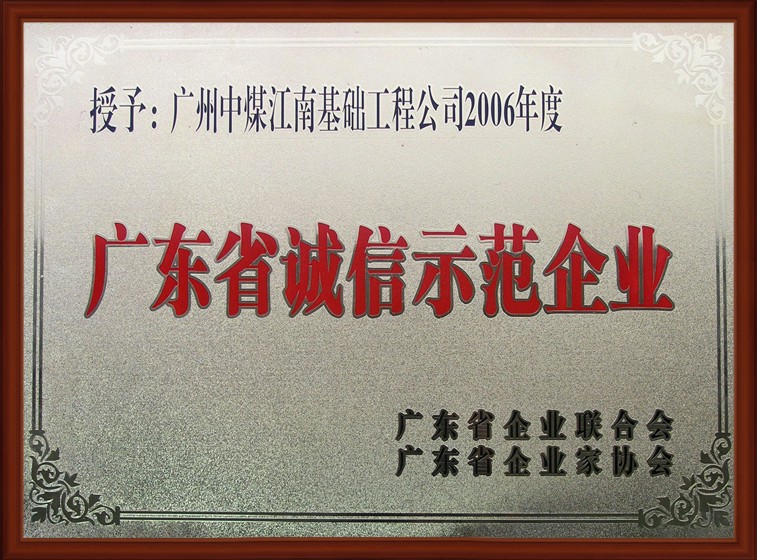 授予：广州中煤江南基础工程公司2006年度
广东省诚信示范企业
广东省企业联合会
广东省企业家协会